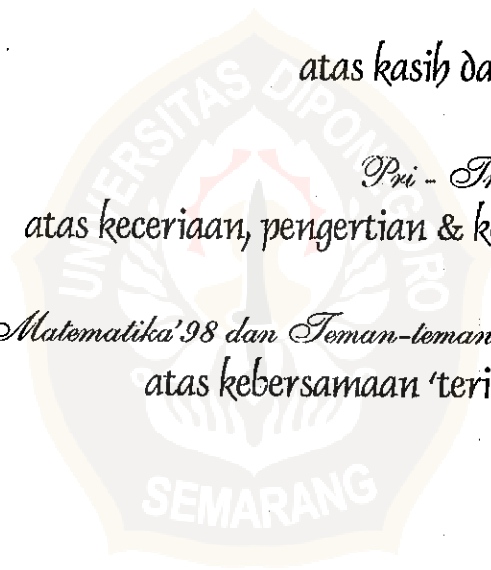 atas kasih da
Pri -
atas keceriaan, pengertian & k
Matematika'98 dan Teman-teman
atas kebersamaan 'teri
UNIVERSITAS DIPONEGORO
SEMARANG